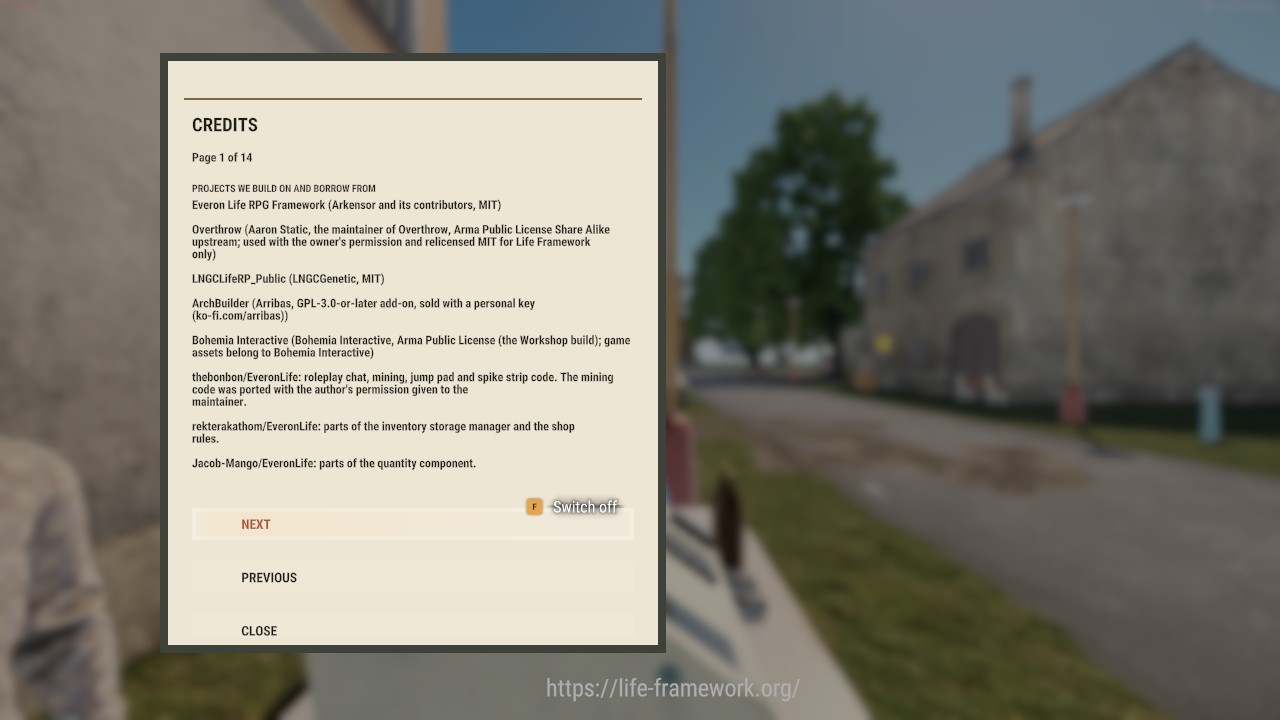 CREDITS
Page 1 of 14
PROJECTS WE BUILD ON AND BORROW FROM
Everon Life RPG Framework (Arkensor and its contributors, MIT)
Overthrow (Aaron Static, the maintainer of Overthrow, Arma Public License Share Alike
upstream; used with the owner's permission and relicensed MIT for Life Framework
only)
LNGCLifeRP_Public (LNGCGenetic, MIT)
ArchBuilder (Arribas, GPL-3.0-or-later add-on, sold with a personal key
(ko-fi.com/arribas))
Bohemia Interactive (Bohemia Interactive, Arma Public License (the Workshop build); game
assets belong to Bohemia Interactive)
thebonbon/EveronLife: roleplay chat, mining, jump pad and spike strip code. The mining
code was ported with the author's permission given to the
maintainer.
rekterakathom/EveronLife: parts of the inventory storage manager and the shop
rules.
Jacob-Mango/EveronLife: parts of the quantity component.
F Switch off
NEXT
PREVIOUS
CLOSE
https://life-framework.org/